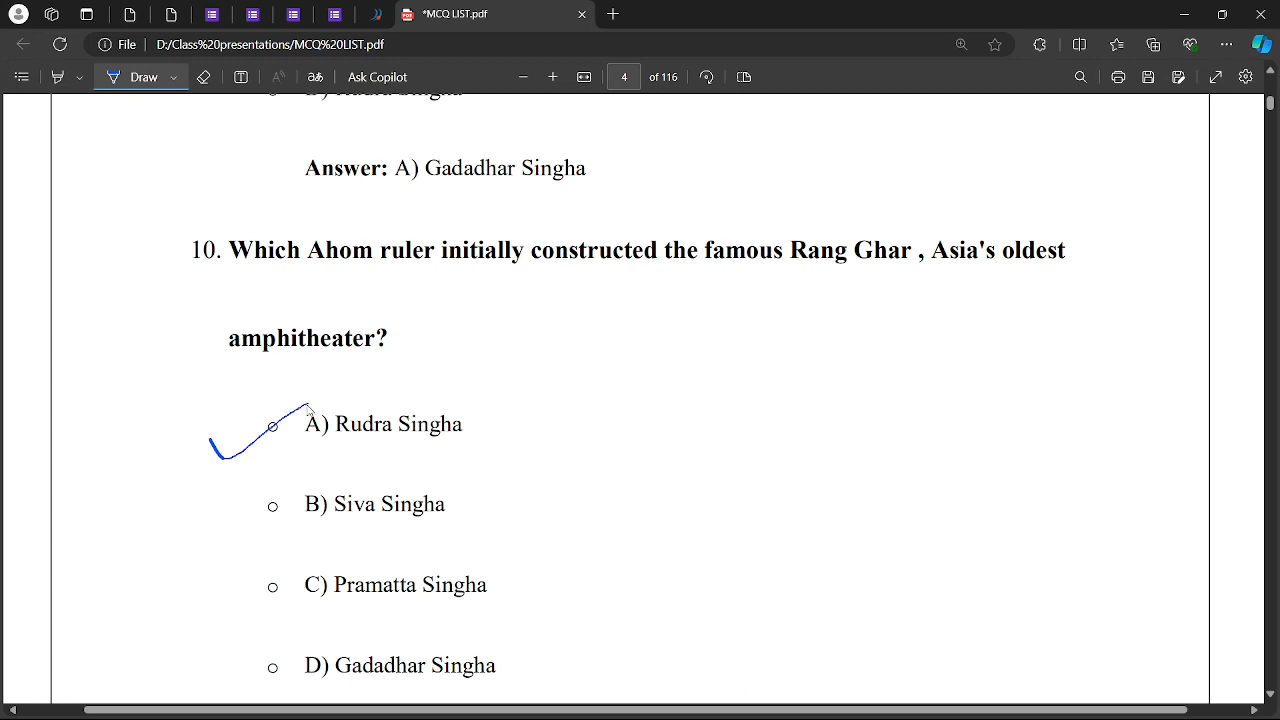 *MCQ LIST.pdf
File D:/Class%20presentations/MCQ%20LIST.pdf
Draw Ask Copilot 4 of 116
Answer: A) Gadadhar Singha
10. Which Ahom ruler initially constructed the famous Rang Ghar , Asia's oldest
amphitheater?
A) Rudra Singha
B) Siva Singha
C) Pramatta Singha
D) Gadadhar Singha